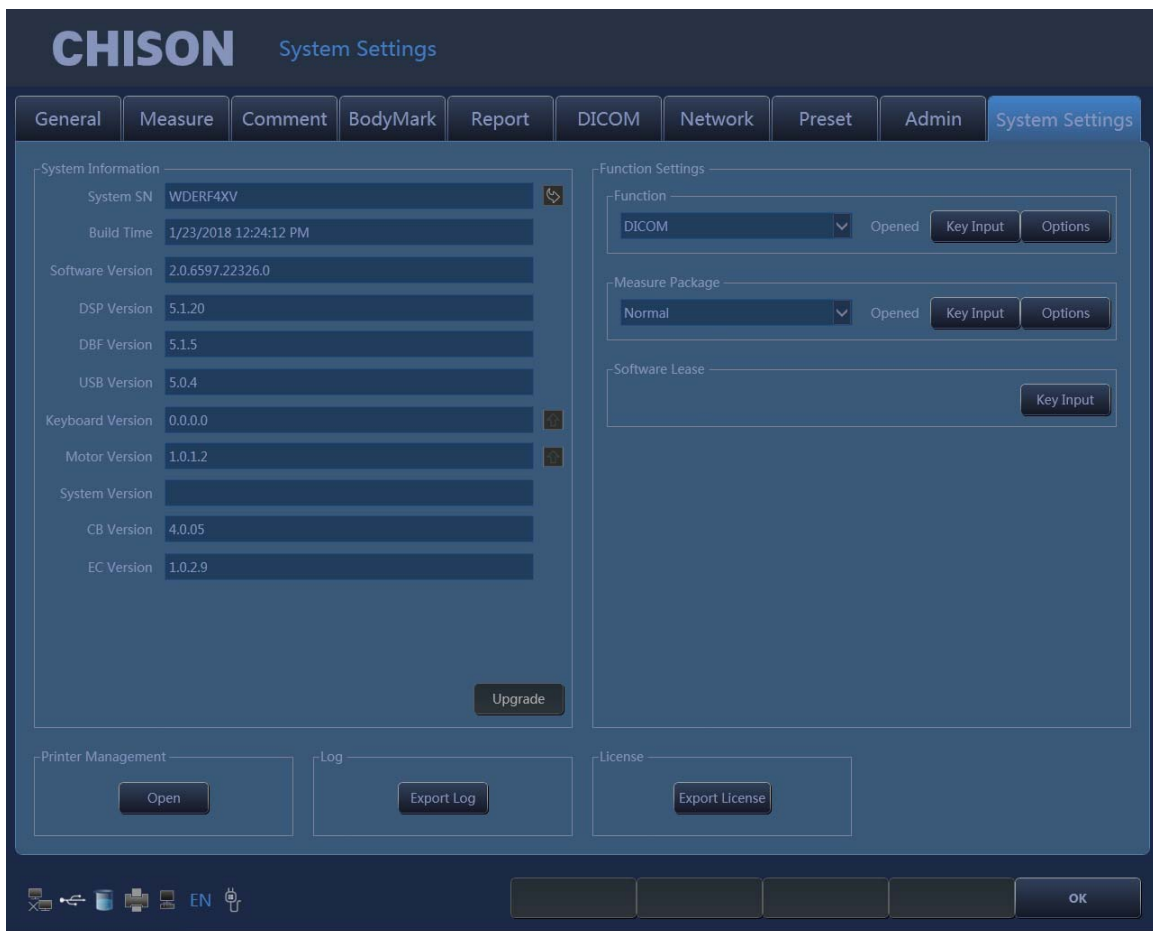 CHISON System Settings
General Measure Comment BodyMark Report DICOM Network Preset Admin System Settings
System Information
System SN WDERF4XV
Build Time 1/23/2018 12:24:12 PM
Software Version 2.0.6597.22326.0
DSP Version 5.1.20
DBF Version 5.1.5
USB Version 5.0.4
Keyboard Version 0.0.0.0
Motor Version 1.0.1.2
System Version
CB Version 4.0.05
EC Version 1.0.2.9
Upgrade
Function Settings
Function
DICOM Opened Key Input Options
Measure Package
Normal Opened Key Input Options
Software Lease
Key Input
Printer Management
Open
Log
Export Log
License
Export License
EN
OK